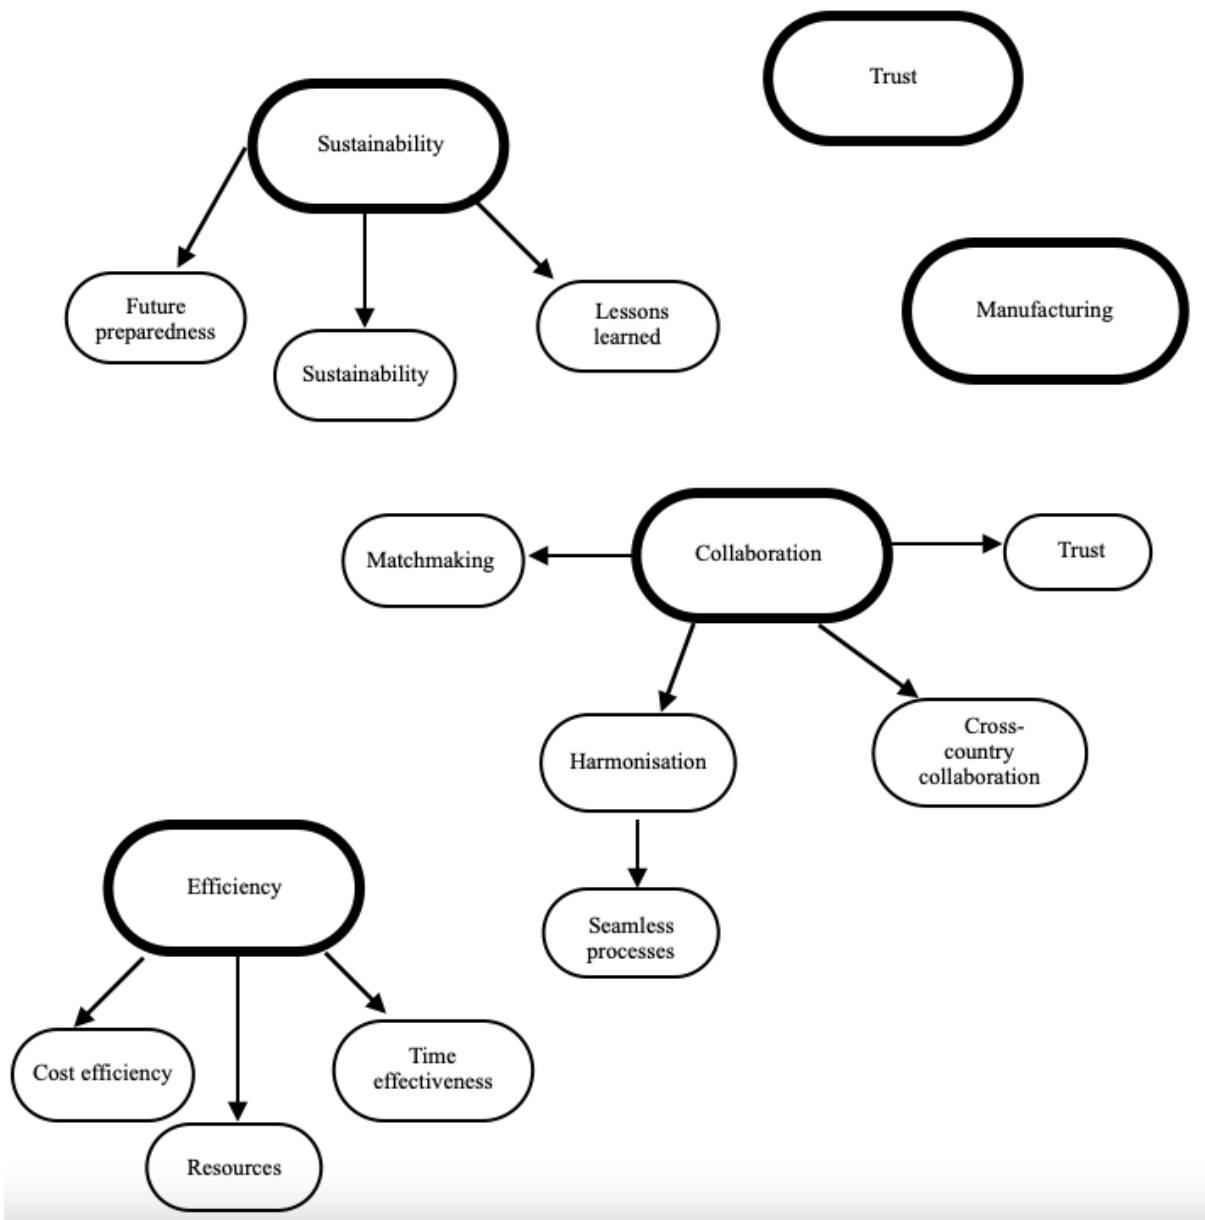 Trust
Sustainability
Manufacturing
Future
preparedness
Lessons
learned
Sustainability
Matchmaking
Collaboration
Trust
Harmonisation
Cross-
country
collaboration
Efficiency
Seamless
processes
Cost efficiency
Time
effectiveness
Resources